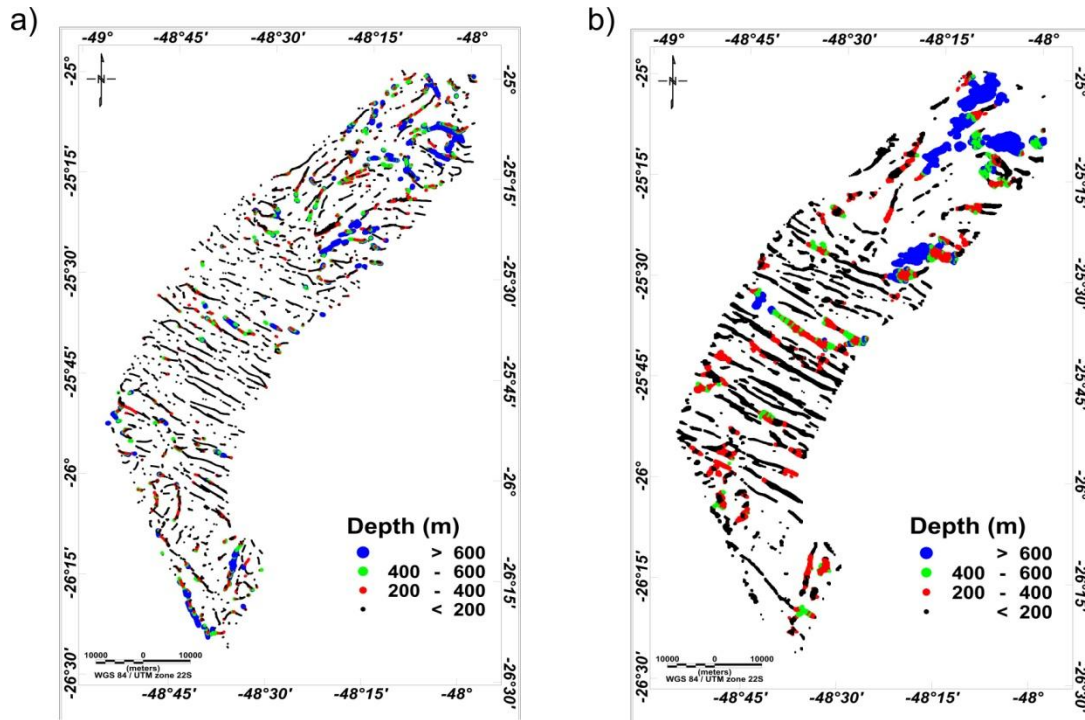 a)
-49° -48°45' -48°30' -48°15' -48°
N
-25° -25°
-25°15' -25°15'
-25°30' -25°30'
-25°45' -25°45'
-26° -26°
-26°15' -26°15'
-26°30' -26°30'
Depth (m)
> 600
400 - 600
200 - 400
< 200
10000 0 10000
(meters)
WGS 84 / UTM zone 22S
-48°45' -48°30' -48°15' -48°
b)
-49° -48°45' -48°30' -48°15' -48°
N
-25° -25°
-25°15' -25°15'
-25°30' -25°30'
-25°45' -25°45'
-26° -26°
-26°15' -26°15'
-26°30' -26°30'
Depth (m)
> 600
400 - 600
200 - 400
< 200
10000 0 10000
(meters)
WGS 84 / UTM zone 22S
-48°45' -48°30' -48°15' -48°